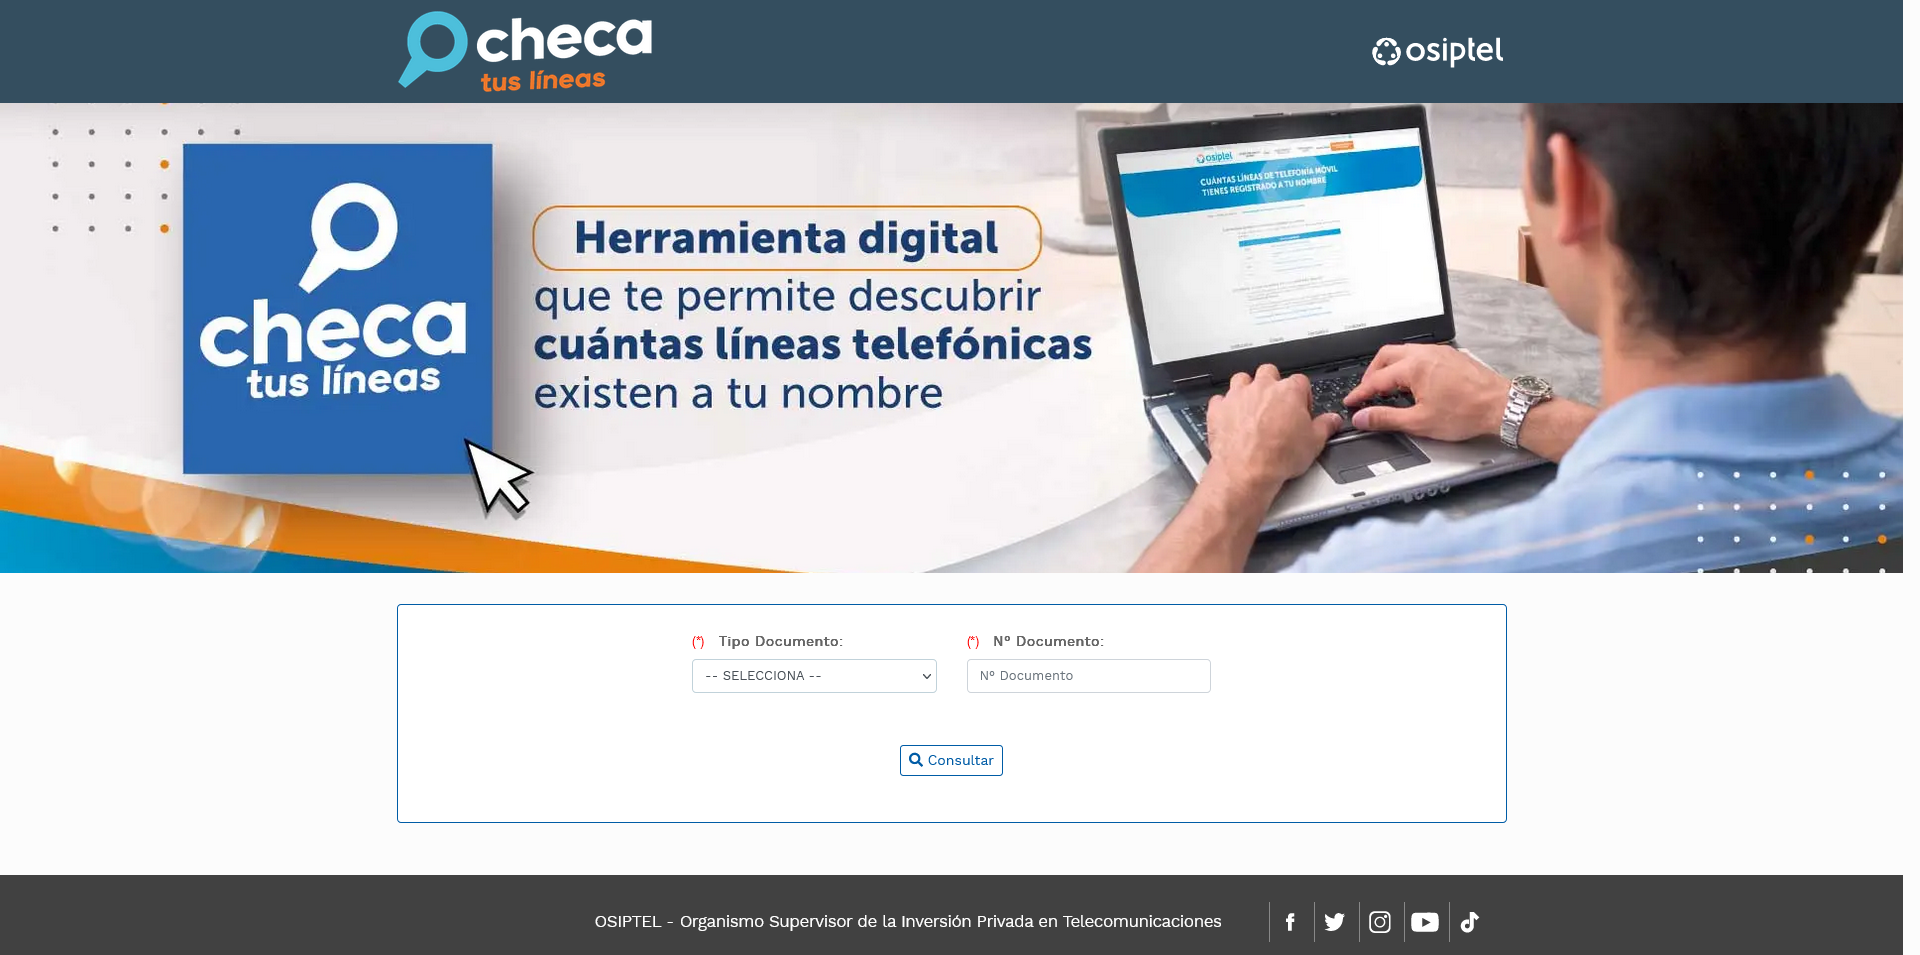 checa
tus líneas
osiptel
osiptel
CUÁNTAS LÍNEAS DE TELEFONÍA MÓVIL
TIENES REGISTRADO A TU NOMBRE
checa
tus líneas
Herramienta digital
que te permite descubrir
cuántas líneas telefónicas
existen a tu nombre
(*) Tipo Documento:
(*) N° Documento:
-- SELECCIONA --
N° Documento
Consultar
OSIPTEL - Organismo Supervisor de la Inversión Privada en Telecomunicaciones